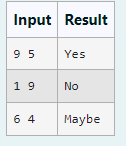 Input Result
9 5 Yes
1 9 No
6 4 Maybe